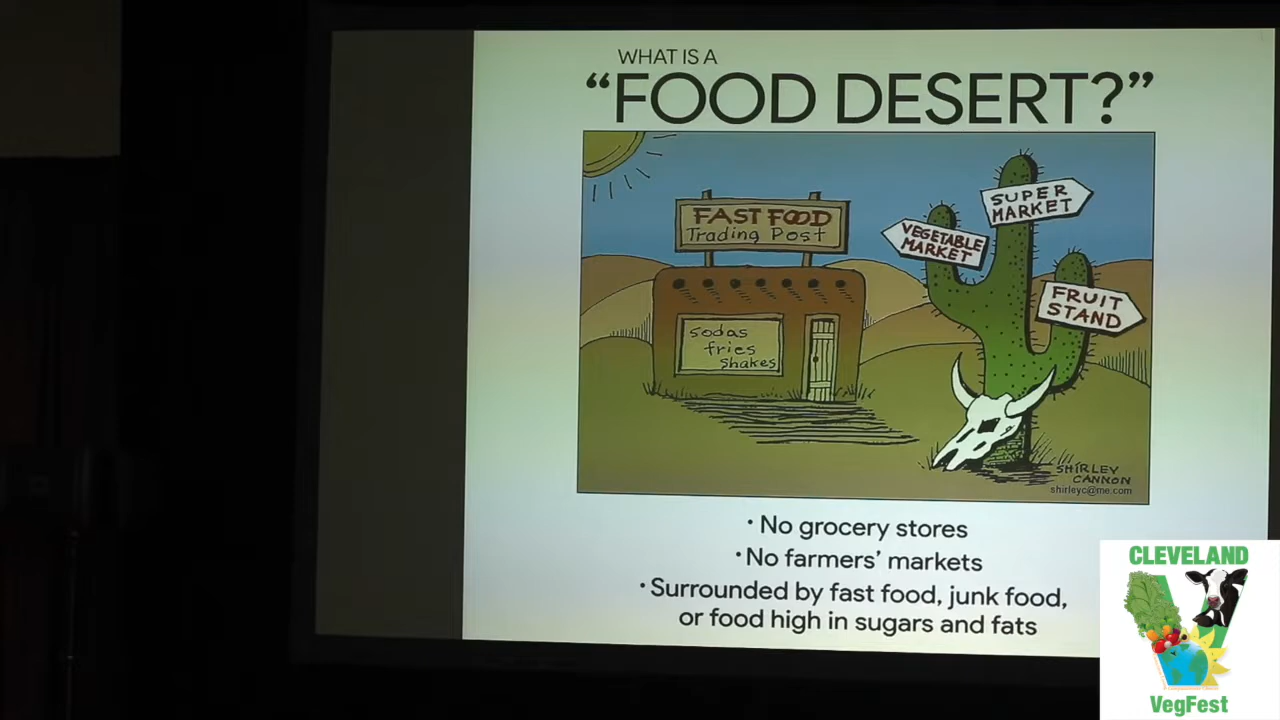 WHAT IS A
“FOOD DESERT?”
FAST FOOD
Trading Post
sodas
fries
shakes
VEGETABLE
MARKET
SUPER
MARKET
FRUIT
STAND
SHIRLEY
CANNON
shirleyc@me.com
• No grocery stores
• No farmers’ markets
• Surrounded by fast food, junk food,
or food high in sugars and fats
CLEVELAND
VegFest